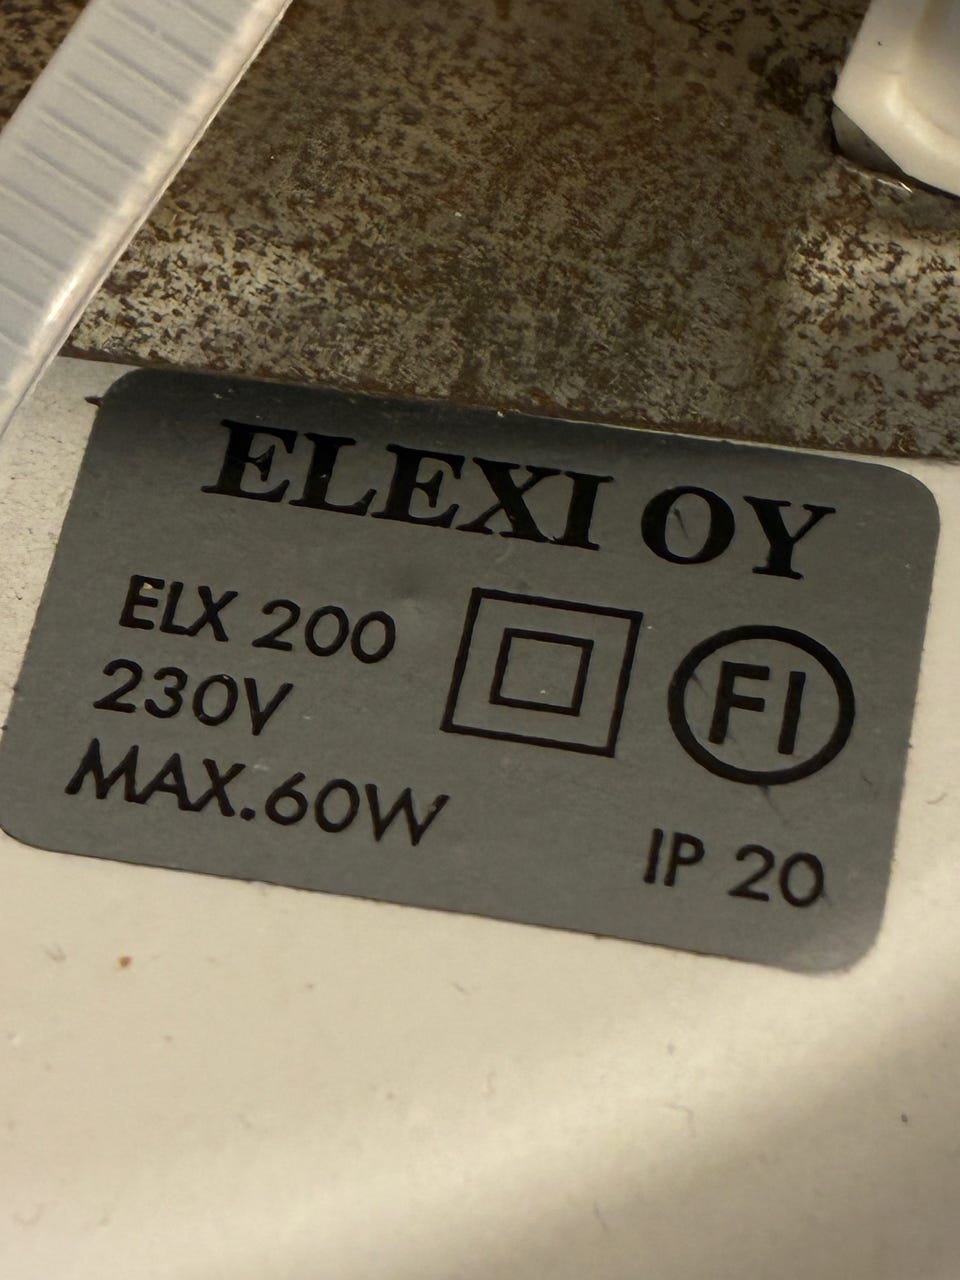 ELEXI OY
ELX 200
230V
MAX.60W
FI
IP 20